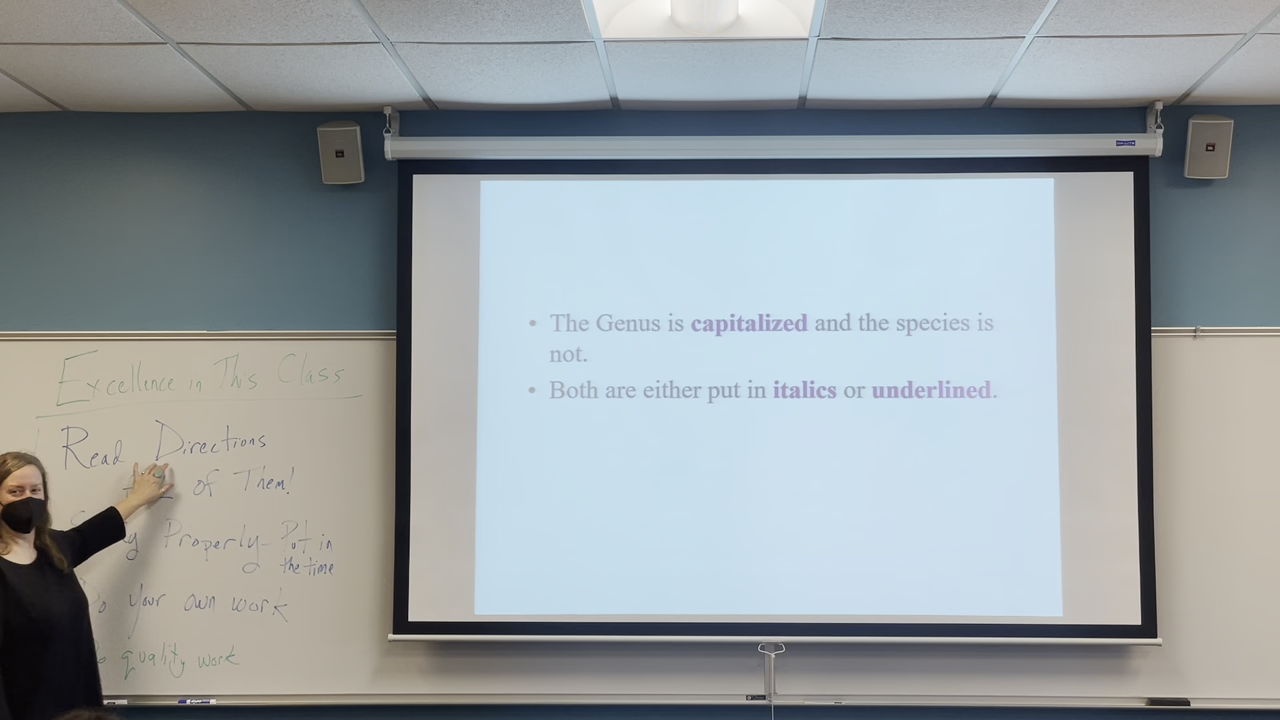 Excellence in This Class
Read Directions
of Them!
Properly - Put in
the time
your own work
quality work
• The Genus is capitalized and the species is
not.
• Both are either put in italics or underlined.